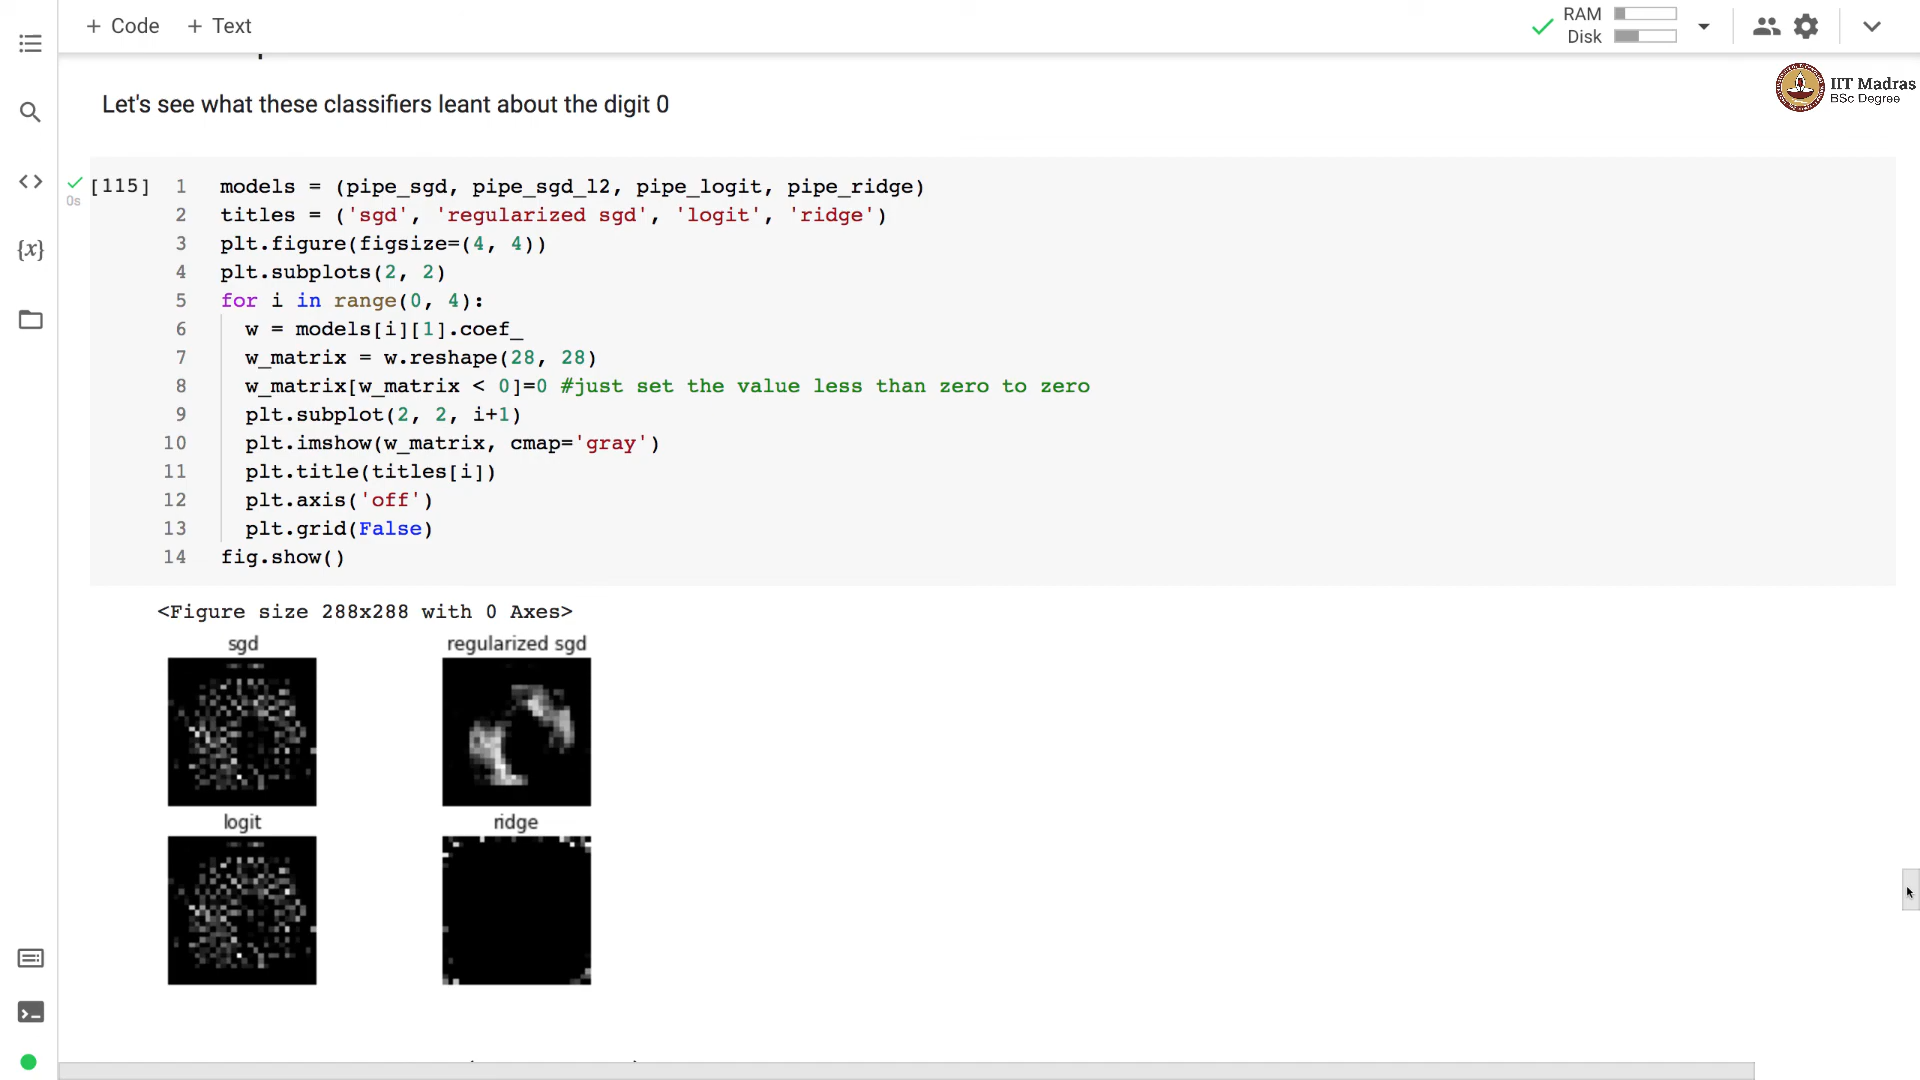 + Code + Text
RAM
Disk
IIT Madras
BSc Degree
Let's see what these classifiers leant about the digit 0
[115]
0s
1 models = (pipe_sgd, pipe_sgd_l2, pipe_logit, pipe_ridge)
2 titles = ('sgd', 'regularized sgd', 'logit', 'ridge')
3 plt.figure(figsize=(4, 4))
4 plt.subplots(2, 2)
5 for i in range(0, 4):
6 w = models[i][1].coef_
7 w_matrix = w.reshape(28, 28)
8 w_matrix[w_matrix < 0]=0 #just set the value less than zero to zero
9 plt.subplot(2, 2, i+1)
10 plt.imshow(w_matrix, cmap='gray')
11 plt.title(titles[i])
12 plt.axis('off')
13 plt.grid(False)
14 fig.show()
<Figure size 288x288 with 0 Axes>
sgd
regularized sgd
logit
ridge